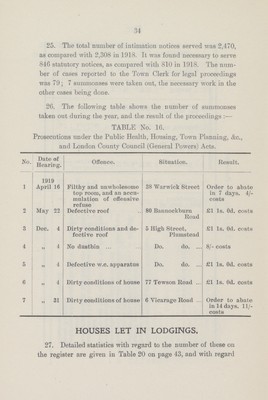 34
25. The total number of intimation notices served was 2,470,
as compared with 2,508 in 1918. It was found necessary to serve
846 statutory notices, as compared with 810 in 1918. The num-
ber of cases reported to the Town Clerk for legal proceedings
was 79; 7 summonses were taken out, the necessary work in the
other cases being done.
26. The following table shows the number of summonses
taken out during the year, and the result of the proceedings :—
TABLE No. 16.
Prosecutions under the Public Health, Housing, Town Planning, &c.,
and London County Council (General Powers) Acts.
No. Date of Hearing. Offence. Situation. Result.
1919
1 April 16 Filthy and unwholesome top room, and an accu- mulation of offensive refuse 28 Warwick Street Order to abate in 7 days. 4/- costs
2 May 22 Defective roof ... 88 Bannockburn Road £1 1s. 0d. costs
3 Dec. 4 Dirty conditions and de- fective roof 5 High Street, Plumstead £1 1s. 0d. costs
4 „ 4 No dustbin ... Do. do. ... 8/- costs
5 „ 4 Defective w.c. apparatus Do. do. ... £1 1s. 0d. costs
6 „ 4 Dirty conditions of house 77 Tewson Road ... £1 1s. 0d. costs
7 „ 31 Dirty conditions of house 6 Vicarage Road ... Order to abate in 14 days. 11/- costs
HOUSES LET IN LODGINGS.
27. Detailed statistics with regard to the number of these on
the register are given in Table 20 on page 43, and with regard